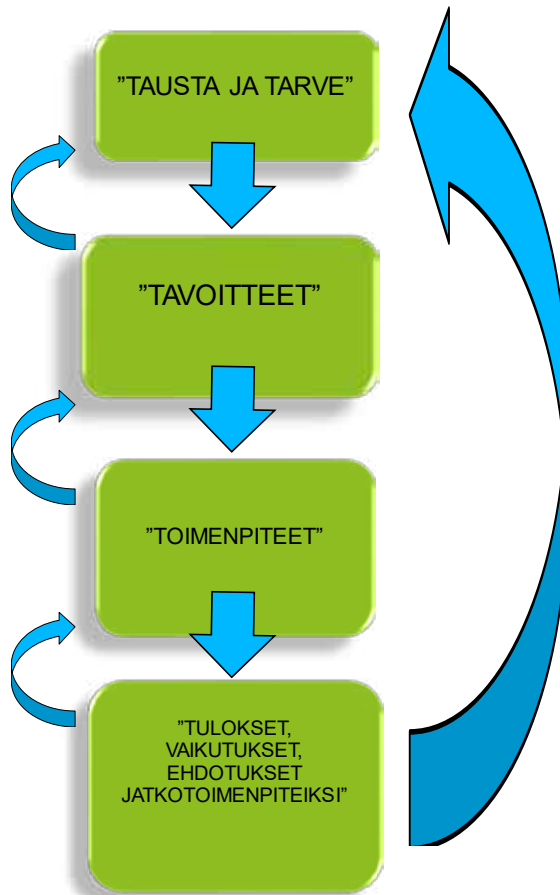 ”TAUSTA JA TARVE”
”TAVOITTEET”
”TOIMENPITEET”
”TULOKSET,
VAIKUTUKSET,
EHDOTUKSET
JATKOTOIMENPITEIKSI”